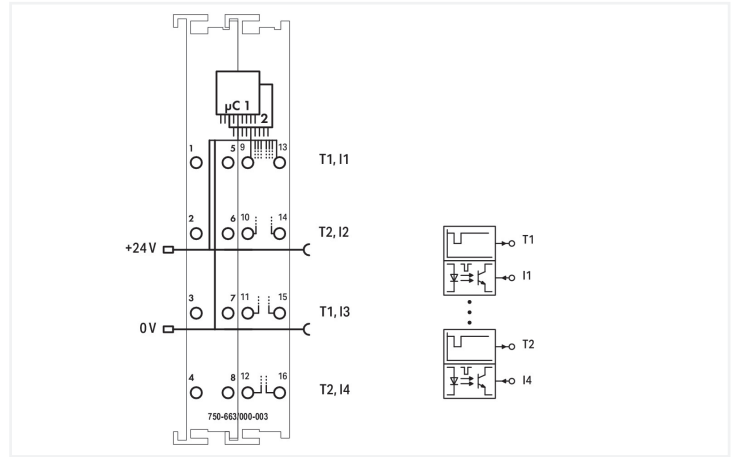 µC 1
2
1 5 9 13 T1, I1
2 6 10 14 T2, I2
+24 V
T1
I1
3 7 11 15 T1, I3
0 V
T2
4 8 12 16 T2, I4
I4
750-663/000-003